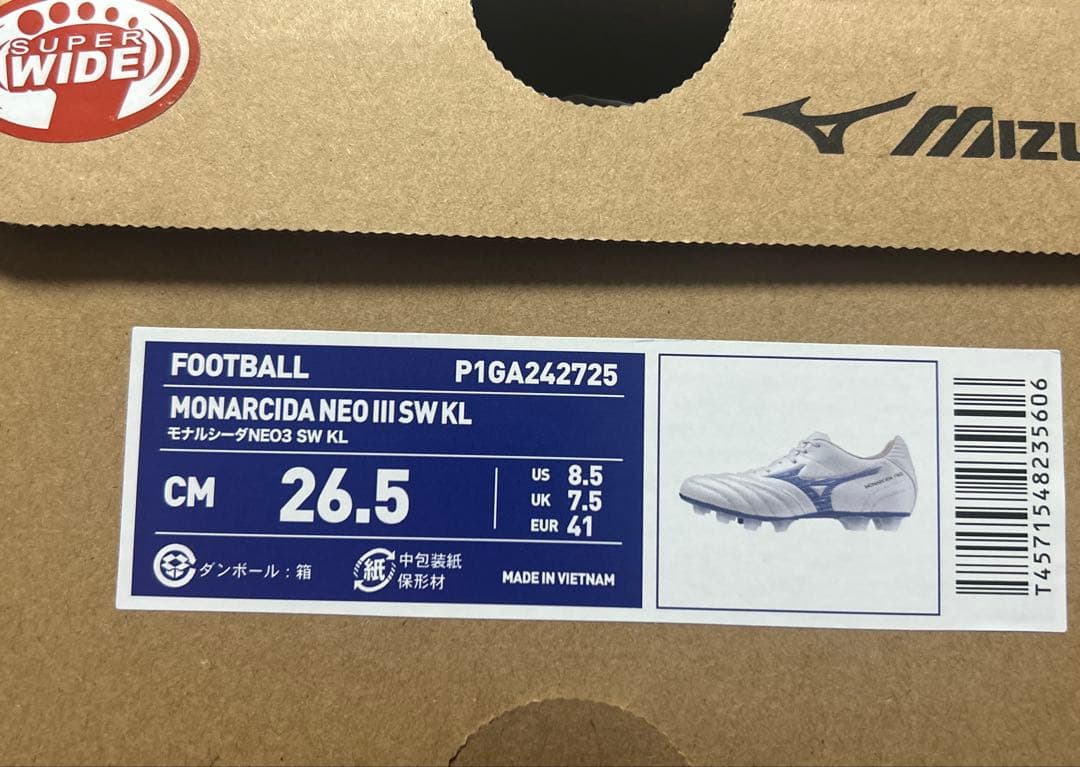 SUPER
WIDE
MIZU
FOOTBALL P1GA242725
MONARCIDA NEO III SW KL
モナルシーダNEO3 SW KL
CM 26.5
US 8.5
UK 7.5
EUR 41
ダンボール：箱
紙 中包装紙
保形材
MADE IN VIETNAM
MONARCIDA NEO
T4571548235606